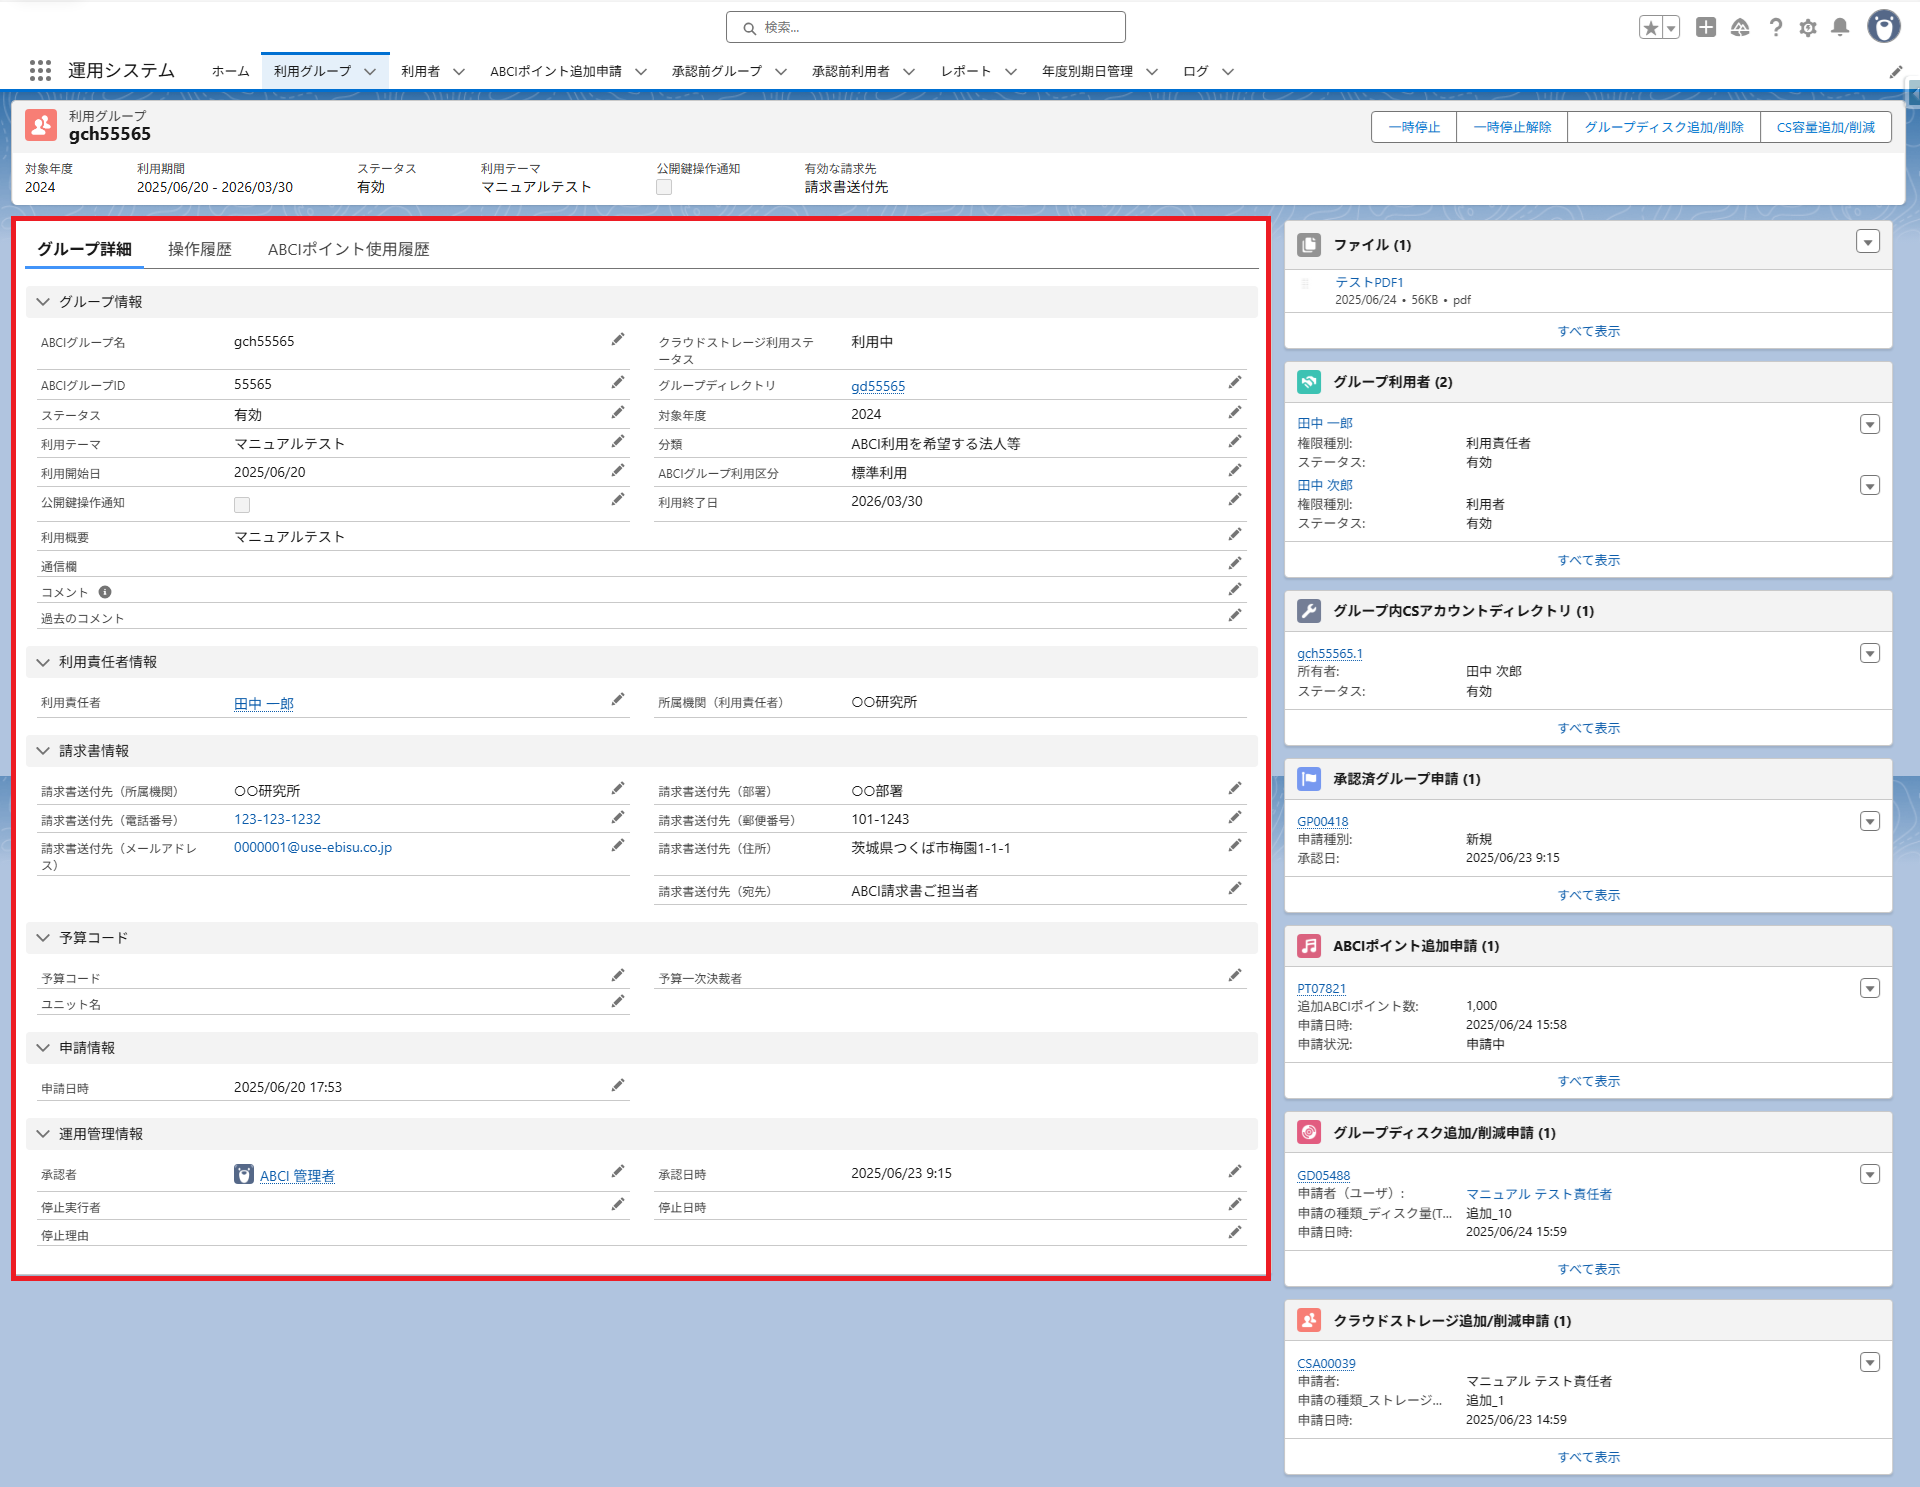 検索...
運用システム
ホーム 利用グループ 利用者 ABCIポイント追加申請 承認前グループ 承認前利用者 レポート 年度別期日管理 ログ
利用グループ
gch55565
一時停止 一時停止解除 グループディスク追加/削除 CS容量追加/削減
対象年度 利用期間 ステータス 利用テーマ 公開鍵操作通知 有効な請求先
2024 2025/06/20 - 2026/03/30 有効 マニュアルテスト 請求書送付先
グループ詳細 操作履歴 ABCIポイント使用履歴
グループ情報
ABCIグループ名 gch55565 クラウドストレージ利用ステ
ータス 利用中
ABCIグループID 55565 グループディレクトリ gd55565
ステータス 有効 対象年度 2024
利用テーマ マニュアルテスト 分類 ABCI利用を希望する法人等
利用開始日 2025/06/20 ABCIグループ利用区分 標準利用
公開鍵操作通知 利用終了日 2026/03/30
利用概要 マニュアルテスト
通信欄
コメント
過去のコメント
利用責任者情報
利用責任者 田中 一郎 所属機関（利用責任者） 〇〇研究所
請求書情報
請求書送付先（所属機関） 〇〇研究所 請求書送付先（部署） 〇〇部署
請求書送付先（電話番号） 123-123-1232 請求書送付先（郵便番号） 101-1243
請求書送付先（メールアドレ
ス） 0000001@use-ebisu.co.jp 請求書送付先（住所） 茨城県つくば市梅園1-1-1
請求書送付先（宛先） ABCI請求書ご担当者
予算コード
予算コード 予算一次決裁者
ユニット名
申請情報
申請日時 2025/06/20 17:53
運用管理情報
承認者 ABCI 管理者 承認日時 2025/06/23 9:15
停止実行者 停止日時
停止理由
ファイル (1)
テストPDF1
2025/06/24 • 56KB • pdf
すべて表示
グループ利用者 (2)
田中 一郎
権限種別: 利用責任者
ステータス: 有効
田中 次郎
権限種別: 利用者
ステータス: 有効
すべて表示
グループ内CSアカウントディレクトリ (1)
gch55565.1
所有者: 田中 次郎
ステータス: 有効
すべて表示
承認済グループ申請 (1)
GP00418
申請種別: 新規
承認日: 2025/06/23 9:15
すべて表示
ABCIポイント追加申請 (1)
PT07821
追加ABCIポイント数: 1,000
申請日時: 2025/06/24 15:58
申請状況: 申請中
すべて表示
グループディスク追加/削減申請 (1)
GD05488
申請者（ユーザ）: マニュアル テスト責任者
申請の種類_ディスク量(T... 追加_10
申請日時: 2025/06/24 15:59
すべて表示
クラウドストレージ追加/削減申請 (1)
CSA00039
申請者: マニュアル テスト責任者
申請の種類_ストレージ... 追加_1
申請日時: 2025/06/23 14:59
すべて表示